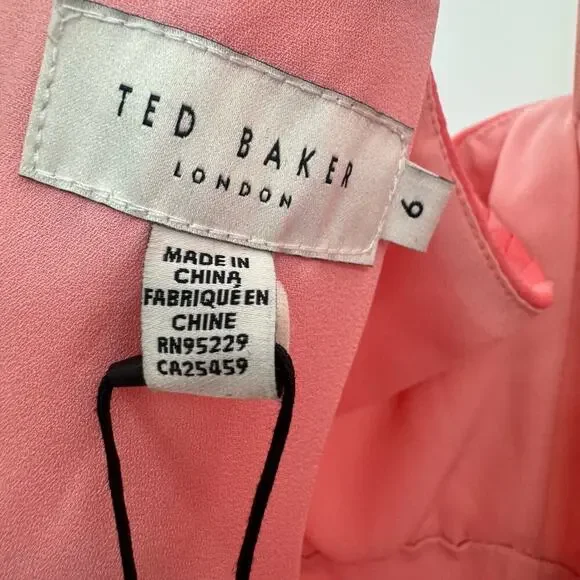 TED BAKER
LONDON
6
MADE IN
CHINA
FABRIQUÉ EN
CHINE
RN95229
CA25459